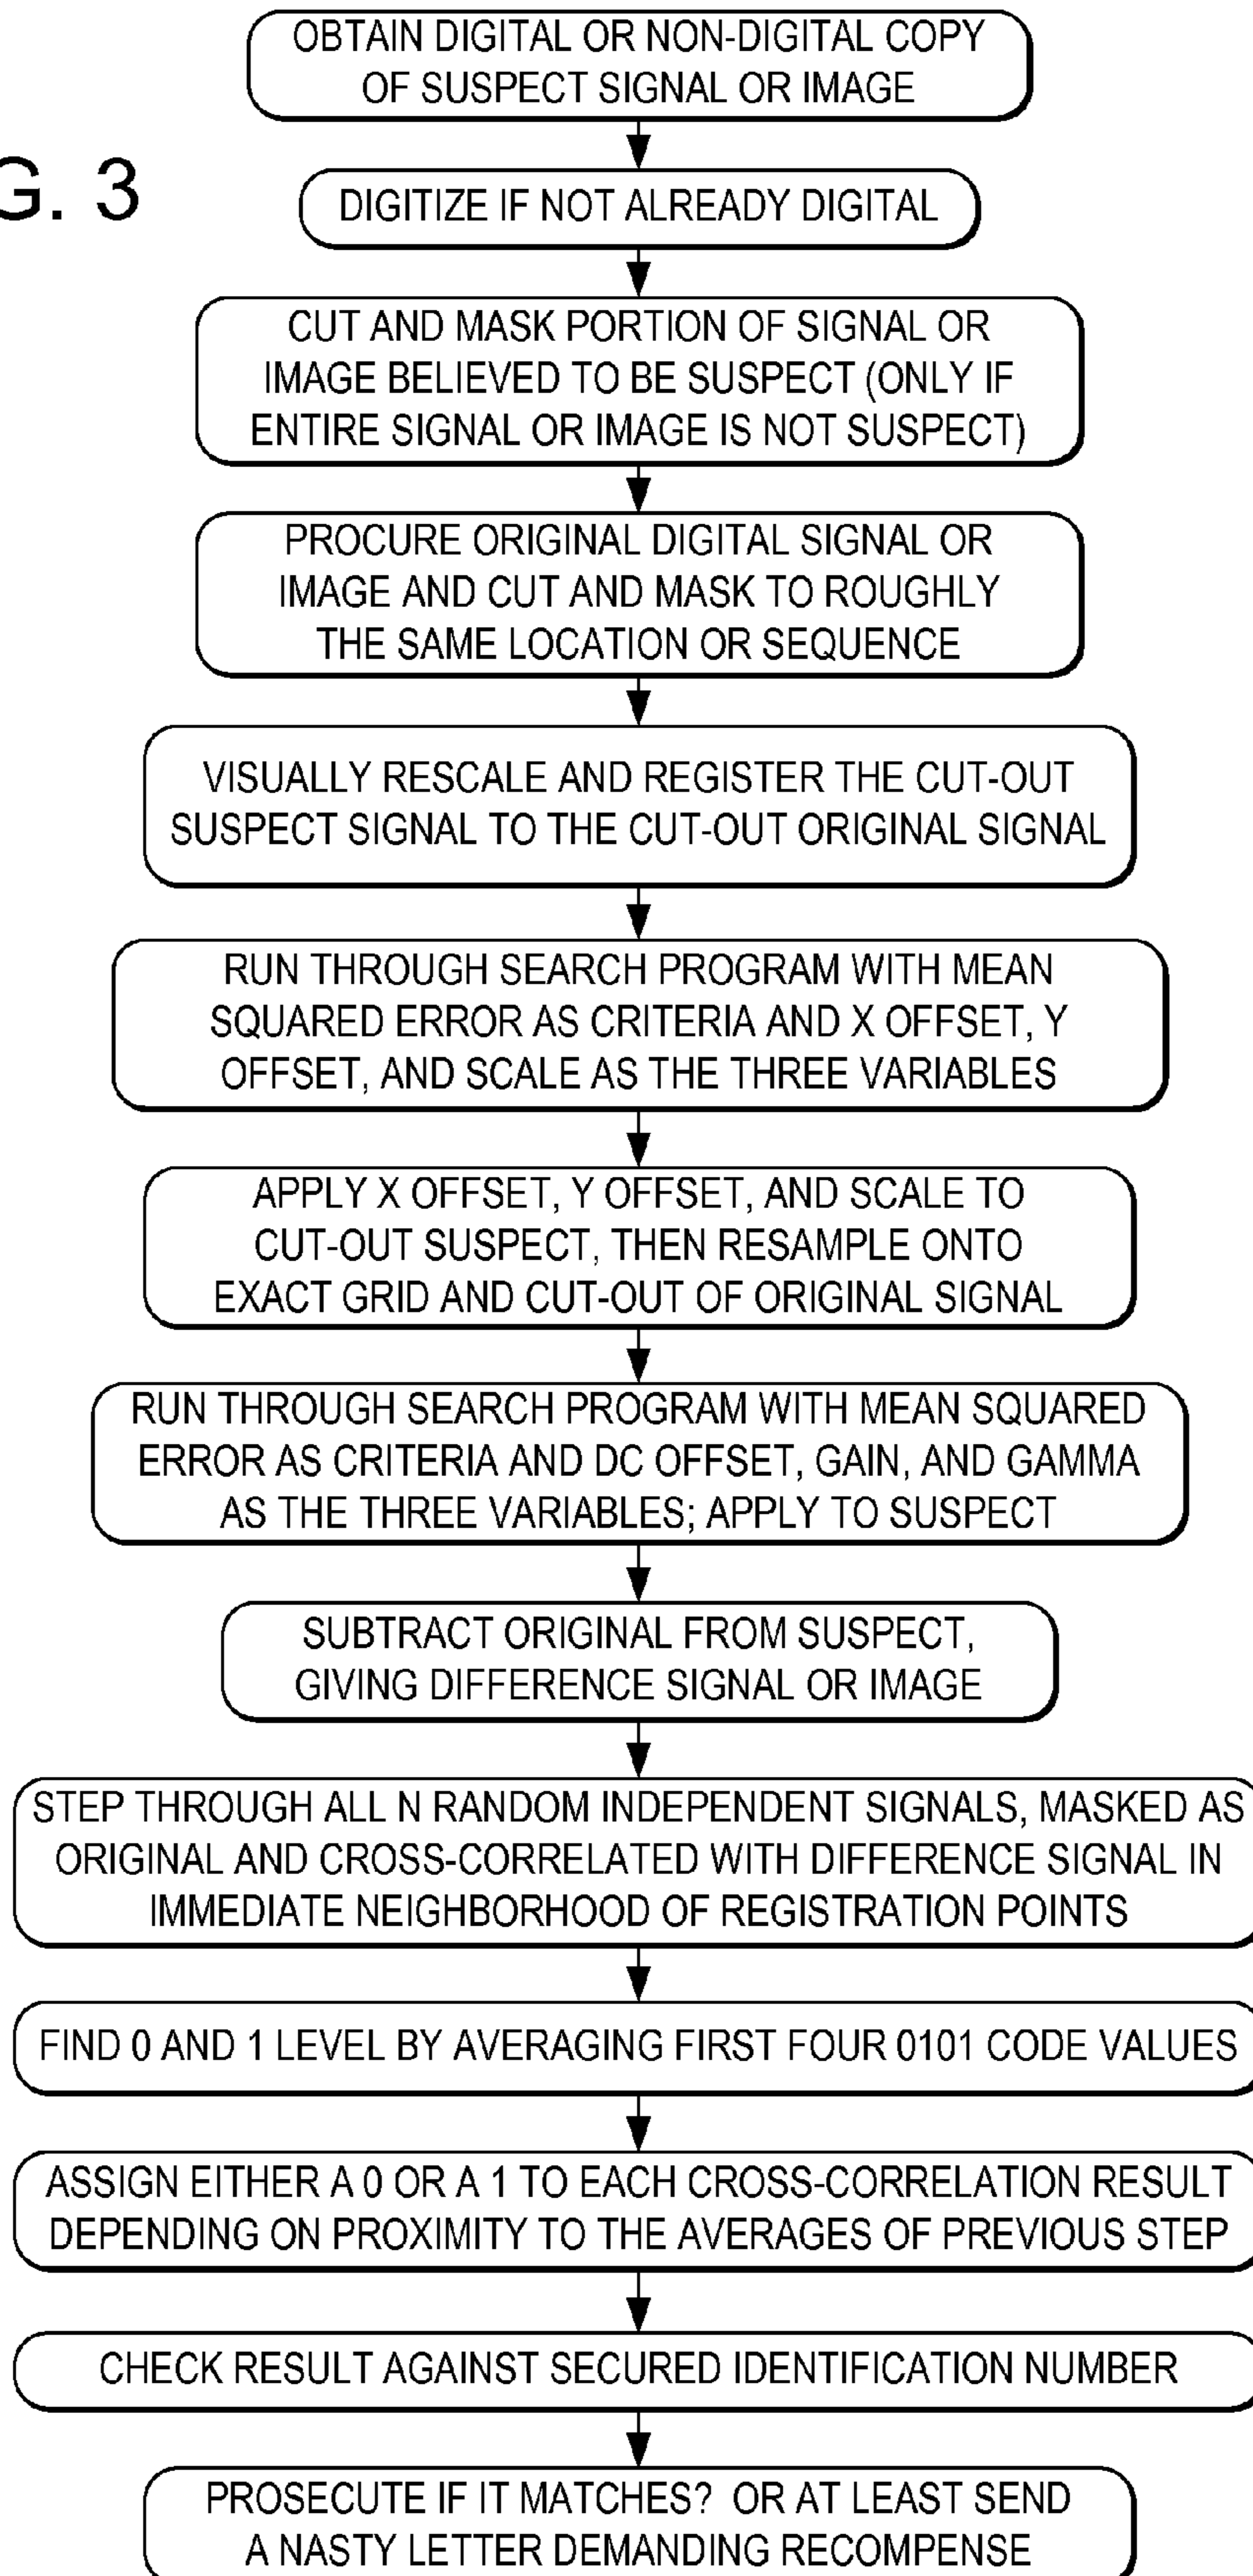 OBTAIN DIGITAL OR NON-DIGITAL COPY
OF SUSPECT SIGNAL OR IMAGE
G. 3
DIGITIZE IF NOT ALREADY DIGITAL
CUT AND MASK PORTION OF SIGNAL OR
IMAGE BELIEVED TO BE SUSPECT (ONLY IF
ENTIRE SIGNAL OR IMAGE IS NOT SUSPECT)
PROCURE ORIGINAL DIGITAL SIGNAL OR
IMAGE AND CUT AND MASK TO ROUGHLY
THE SAME LOCATION OR SEQUENCE
VISUALLY RESCALE AND REGISTER THE CUT-OUT
SUSPECT SIGNAL TO THE CUT-OUT ORIGINAL SIGNAL
RUN THROUGH SEARCH PROGRAM WITH MEAN
SQUARED ERROR AS CRITERIA AND X OFFSET, Y
OFFSET, AND SCALE AS THE THREE VARIABLES
APPLY X OFFSET, Y OFFSET, AND SCALE TO
CUT-OUT SUSPECT, THEN RESAMPLE ONTO
EXACT GRID AND CUT-OUT OF ORIGINAL SIGNAL
RUN THROUGH SEARCH PROGRAM WITH MEAN SQUARED
ERROR AS CRITERIA AND DC OFFSET, GAIN, AND GAMMA
AS THE THREE VARIABLES; APPLY TO SUSPECT
SUBTRACT ORIGINAL FROM SUSPECT,
GIVING DIFFERENCE SIGNAL OR IMAGE
STEP THROUGH ALL N RANDOM INDEPENDENT SIGNALS, MASKED AS
ORIGINAL AND CROSS-CORRELATED WITH DIFFERENCE SIGNAL IN
IMMEDIATE NEIGHBORHOOD OF REGISTRATION POINTS
FIND 0 AND 1 LEVEL BY AVERAGING FIRST FOUR 0101 CODE VALUES
ASSIGN EITHER A 0 OR A 1 TO EACH CROSS-CORRELATION RESULT
DEPENDING ON PROXIMITY TO THE AVERAGES OF PREVIOUS STEP
CHECK RESULT AGAINST SECURED IDENTIFICATION NUMBER
PROSECUTE IF IT MATCHES? OR AT LEAST SEND
A NASTY LETTER DEMANDING RECOMPENSE